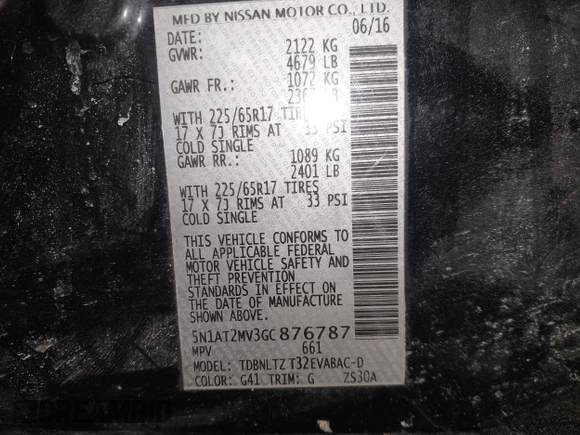 MFD BY NISSAN MOTOR CO., LTD.
DATE: 06/16
GVWR: 2122 KG
4679 LB
GAWR FR.: 1072 KG
LB
WITH 225/65R17 TIRES
17 X 7J RIMS AT 33 PSI
COLD SINGLE
GAWR RR.: 1089 KG
2401 LB
WITH 225/65R17 TIRES
17 X 7J RIMS AT 33 PSI
COLD SINGLE
THIS VEHICLE CONFORMS TO
ALL APPLICABLE FEDERAL
MOTOR VEHICLE SAFETY AND
THEFT PREVENTION
STANDARDS IN EFFECT ON
THE DATE OF MANUFACTURE
SHOWN ABOVE.
5N1AT2MV3GC876787
MPV 661
MODEL: TDBNLTZ T32EVABAC-D
COLOR: G41 TRIM: G ZS30A
DREAMBID